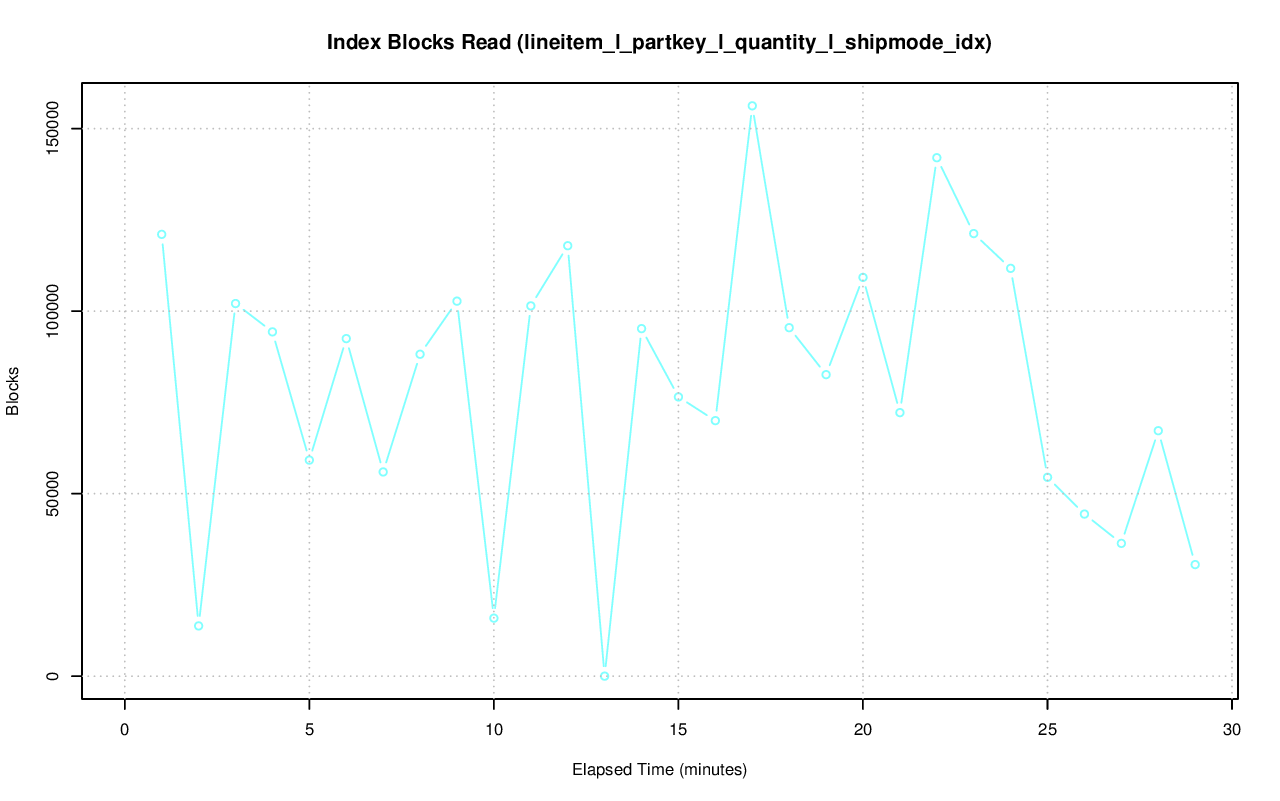 Index Blocks Read (lineitem_l_partkey_l_quantity_l_shipmode_idx)
150000
100000
50000
0
Blocks
0 5 10 15 20 25 30
Elapsed Time (minutes)